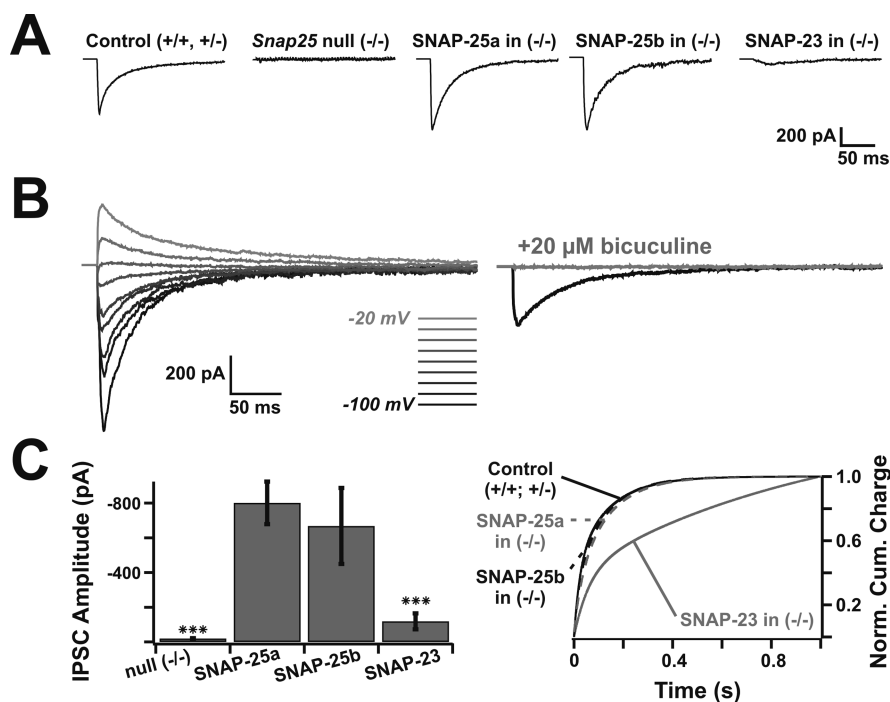 A
Control (+/+, +/-)
Snap25 null (-/-)
SNAP-25a in (-/-)
SNAP-25b in (-/-)
SNAP-23 in (-/-)
200 pA
50 ms
B
+20 µM bicuculine
-20 mV
200 pA
50 ms
-100 mV
C
IPSC Amplitude (pA)
-800
-400
***
***
null (-/-)
SNAP-25a
SNAP-25b
SNAP-23
Control
(+/+; +/-)
SNAP-25a
in (-/-)
SNAP-25b
in (-/-)
SNAP-23 in (-/-)
1.0
0.6
0.2
Norm. Cum. Charge
0
0.4
0.8
Time (s)